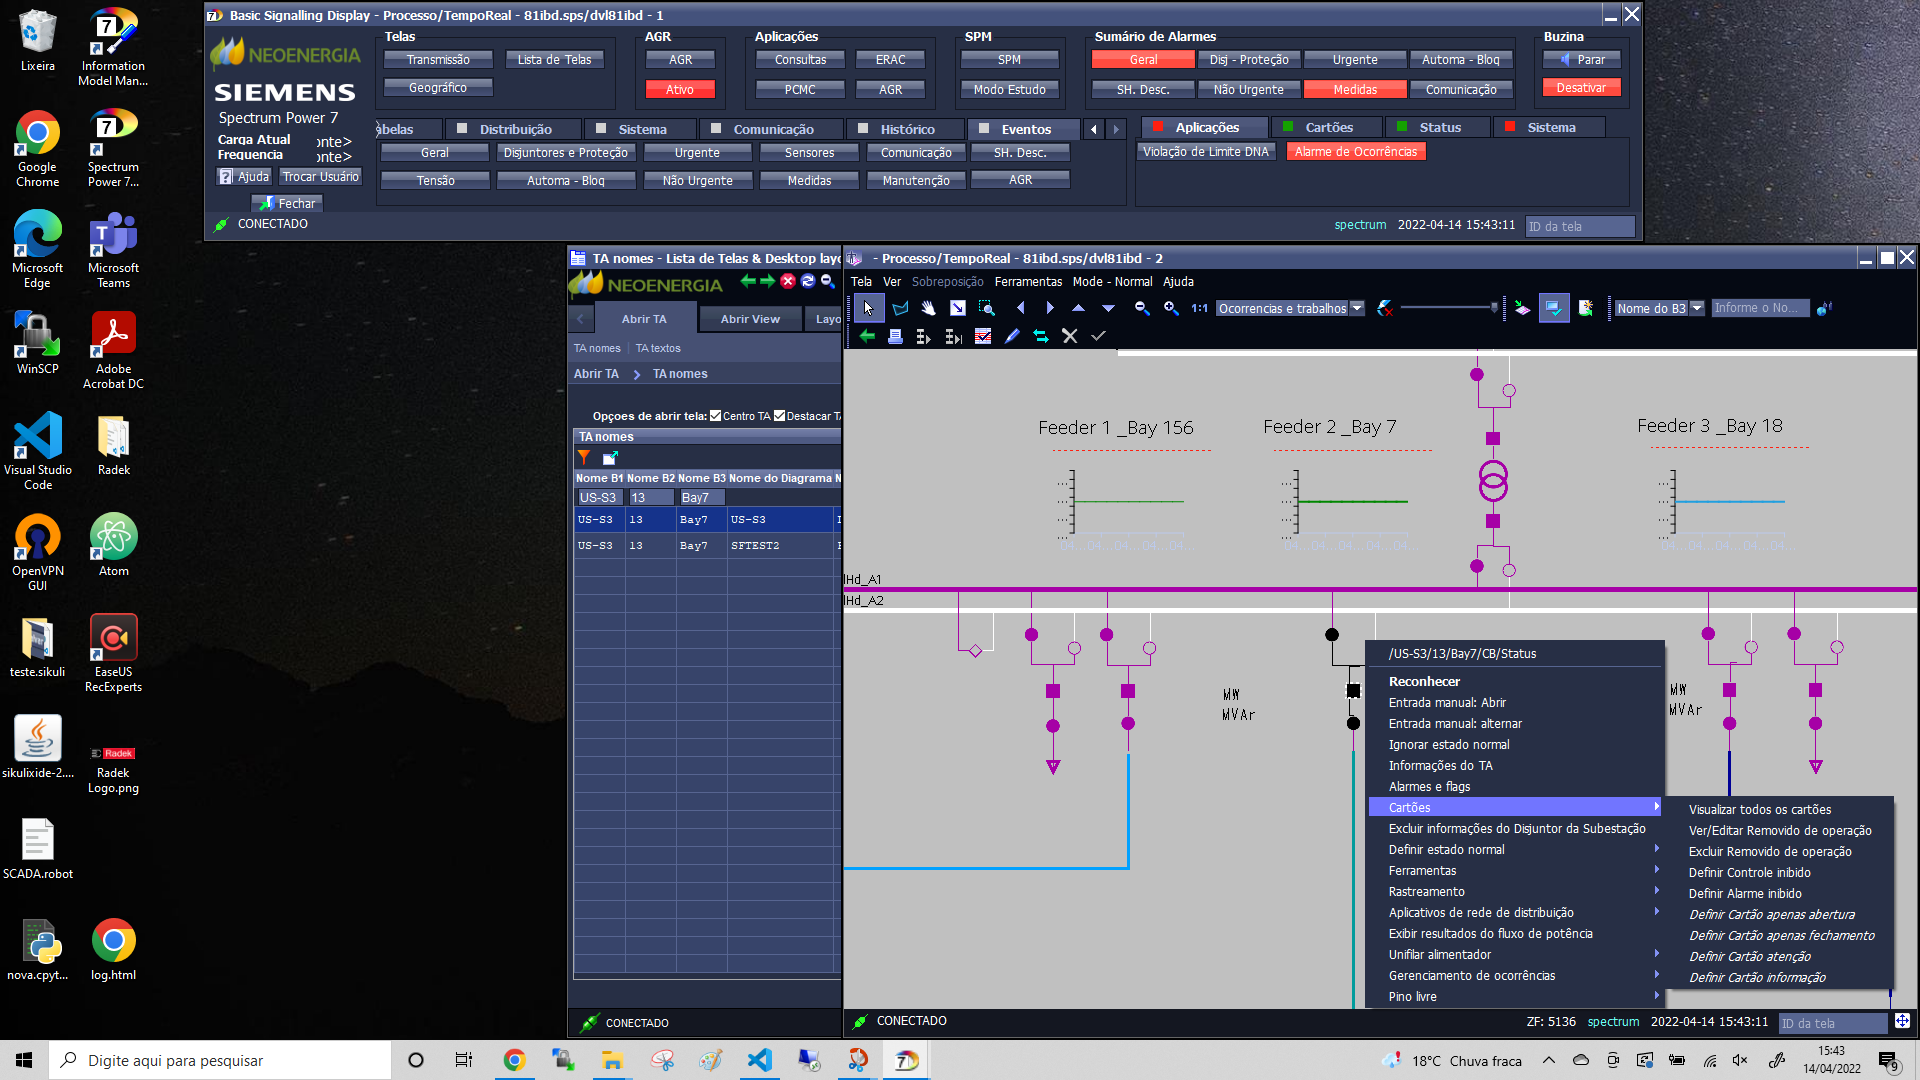 Lixeira
Information
Model Man...
Google
Chrome
Spectrum
Power 7...
Microsoft
Edge
Microsoft
Teams
WinSCP
Adobe
Acrobat DC
Visual Studio
Code
Radek
OpenVPN
GUI
Atom
teste.sikuli
EaseUS
RecExperts
sikulixide-2....
Radek
Logo.png
SCADA.robot
nova.cpyt...
log.html
Basic Signalling Display - Processo/TempoReal - 81ibd.sps/dvl81ibd - 1
NEOENERGIA
SIEMENS
Spectrum Power 7
Carga Atual
onte>
Frequencia
onte>
Ajuda
Trocar Usuário
Fechar
CONECTADO
Telas
Transmissão
Lista de Telas
Geográfico
AGR
AGR
Ativo
Aplicações
Consultas
ERAC
PCMC
AGR
SPM
SPM
Modo Estudo
Sumário de Alarmes
Geral
Disj - Proteção
Urgente
Automa - Bloq
SH. Desc.
Não Urgente
Medidas
Comunicação
Buzina
Parar
Desativar
abelas
Distribuição
Sistema
Comunicação
Histórico
Eventos
Geral
Disjuntores e Proteção
Urgente
Sensores
Comunicação
SH. Desc.
Tensão
Automa - Bloq
Não Urgente
Medidas
Manutenção
AGR
Aplicações
Cartões
Status
Sistema
Violação de Limite DNA
Alarme de Ocorrências
spectrum
2022-04-14 15:43:11
ID da tela
TA nomes - Lista de Telas & Desktop layo
NEOENERGIA
Abrir TA
Abrir View
Layo
TA nomes
TA textos
Abrir TA
TA nomes
Opçoes de abrir tela:
Centro TA
Destacar TA
TA nomes
Nome B1 Nome B2 Nome B3 Nome do Diagrama N
US-S3 13 Bay7
US-S3 13 Bay7 US-S3
US-S3 13 Bay7 SFTEST2
CONECTADO
- Processo/TempoReal - 81ibd.sps/dvl81ibd - 2
Tela Ver Sobreposição Ferramentas Mode - Normal Ajuda
1:1
Ocorrencias e trabalhos
Nome do B3
Informe o No...
Feeder 1 _Bay 156
Feeder 2 _Bay 7
Feeder 3 _Bay 18
04... 04... 04... 04...
04... 04... 04... 04...
04... 04... 04... 04...
lHd_A1
lHd_A2
MW
MVAr
MW
MVAr
/US-S3/13/Bay7/CB/Status
Reconhecer
Entrada manual: Abrir
Entrada manual: alternar
Ignorar estado normal
Informações do TA
Alarmes e flags
Cartões
Excluir informações do Disjuntor da Subestação
Definir estado normal
Ferramentas
Rastreamento
Aplicativos de rede de distribuição
Exibir resultados do fluxo de potência
Unifilar alimentador
Gerenciamento de ocorrências
Pino livre
Visualizar todos os cartões
Ver/Editar Removido de operação
Excluir Removido de operação
Definir Controle inibido
Definir Alarme inibido
Definir Cartão apenas abertura
Definir Cartão apenas fechamento
Definir Cartão atenção
Definir Cartão informação
CONECTADO
ZF: 5136
spectrum
2022-04-14 15:43:11
ID da tela
Digite aqui para pesquisar
18°C Chuva fraca
15:43
14/04/2022
9